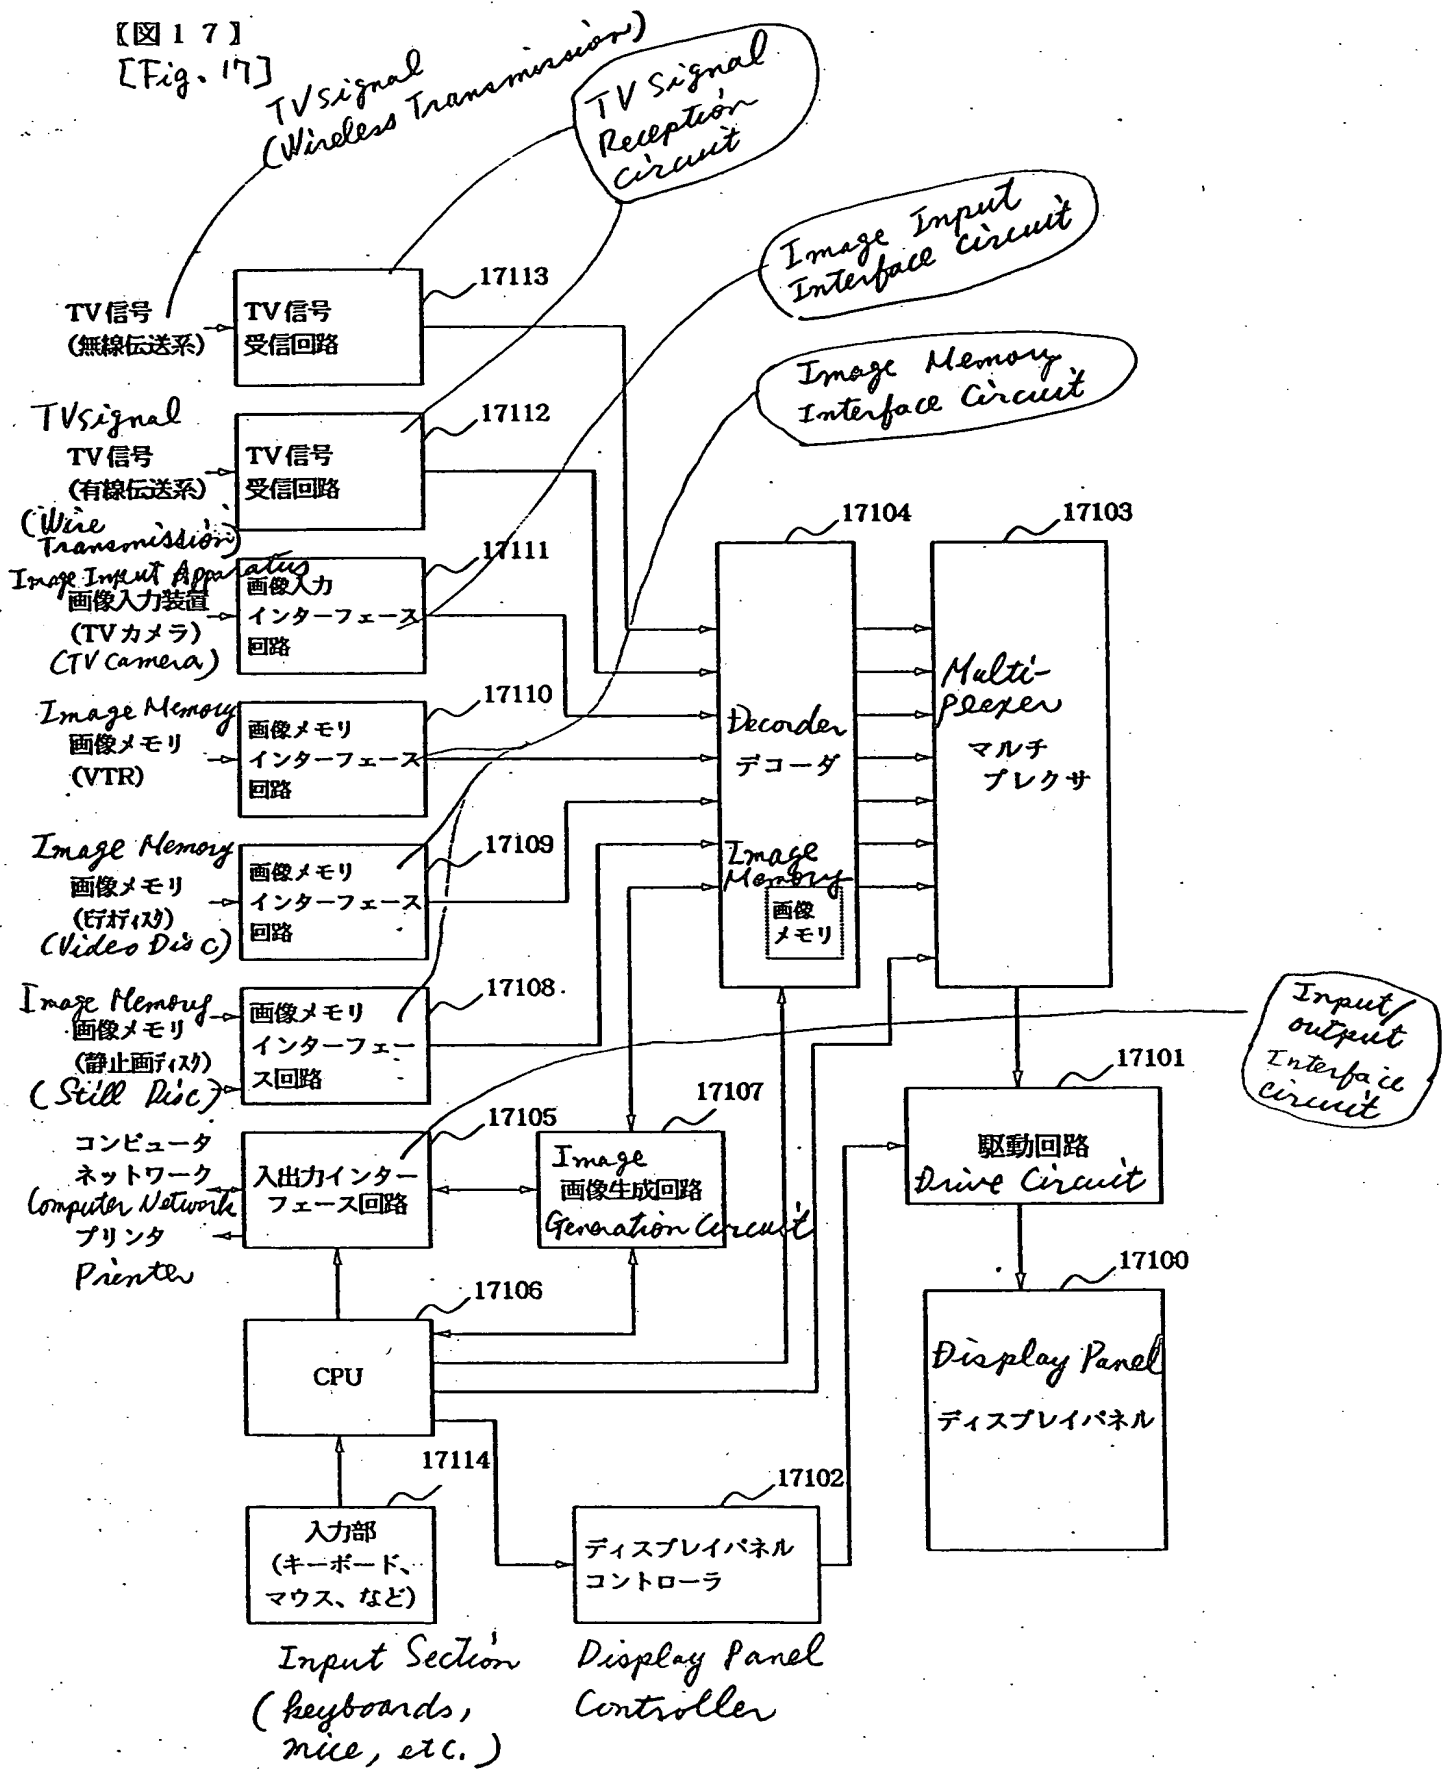 〖図１７〗
[Fig. 17]
TV Signal
(Wireless Transmission)
TV Signal
Reception
circuit
Image Input
Interface Circuit
Image Memory
Interface Circuit
17113
TV信号
(無線伝送系)
TV信号
受信回路
TV Signal
17112
TV信号
(有線伝送系)
TV信号
受信回路
(Wire
Transmission)
17104
17103
17111
Image Input Apparatus
画像入力装置
(TVカメラ)
(TV Camera)
画像入力
インターフェース
回路
17110
Image Memory
画像メモリ
(VTR)
画像メモリ
インターフェース
回路
Decorder
デコーダ
Multi-
plexer
マルチ
プレクサ
17109
Image Memory
画像メモリ
(ビデオディスク)
(Video Disc)
画像メモリ
インターフェース
回路
Image
Memory
画像
メモリ
17108
Image Memory
画像メモリ
(静止画ディスク)
(Still Disc)
画像メモリ
インターフェー
ス回路
Input/
output
Interface
circuit
17105
コンピュータ
ネットワーク
Computer Network
プリンタ
Printer
入出力インター
フェース回路
17107
Image
画像生成回路
Generation Circuit
17101
駆動回路
Drive Circuit
17106
CPU
17100
Display Panel
ディスプレイパネル
17114
入力部
(キーボード、
マウス、など)
Input Section
(keyboards,
mice, etc.)
17102
ディスプレイパネル
コントローラ
Display Panel
Controller